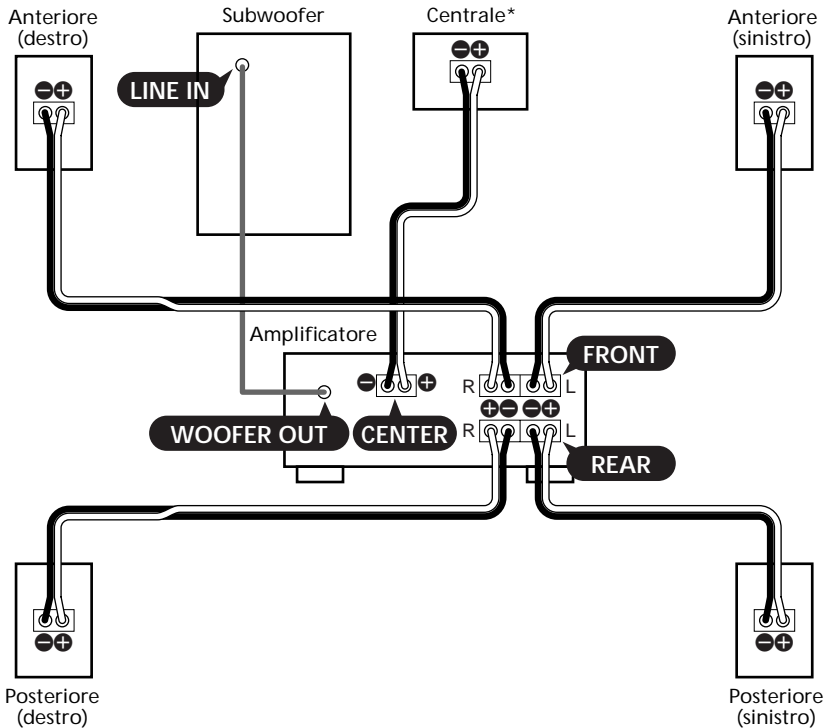 Anteriore
(destro)
Subwoofer
Centrale*
Anteriore
(sinistro)
LINE IN
Amplificatore
FRONT
R
L
WOOFER OUT
CENTER
R
L
REAR
Posteriore
(destro)
Posteriore
(sinistro)